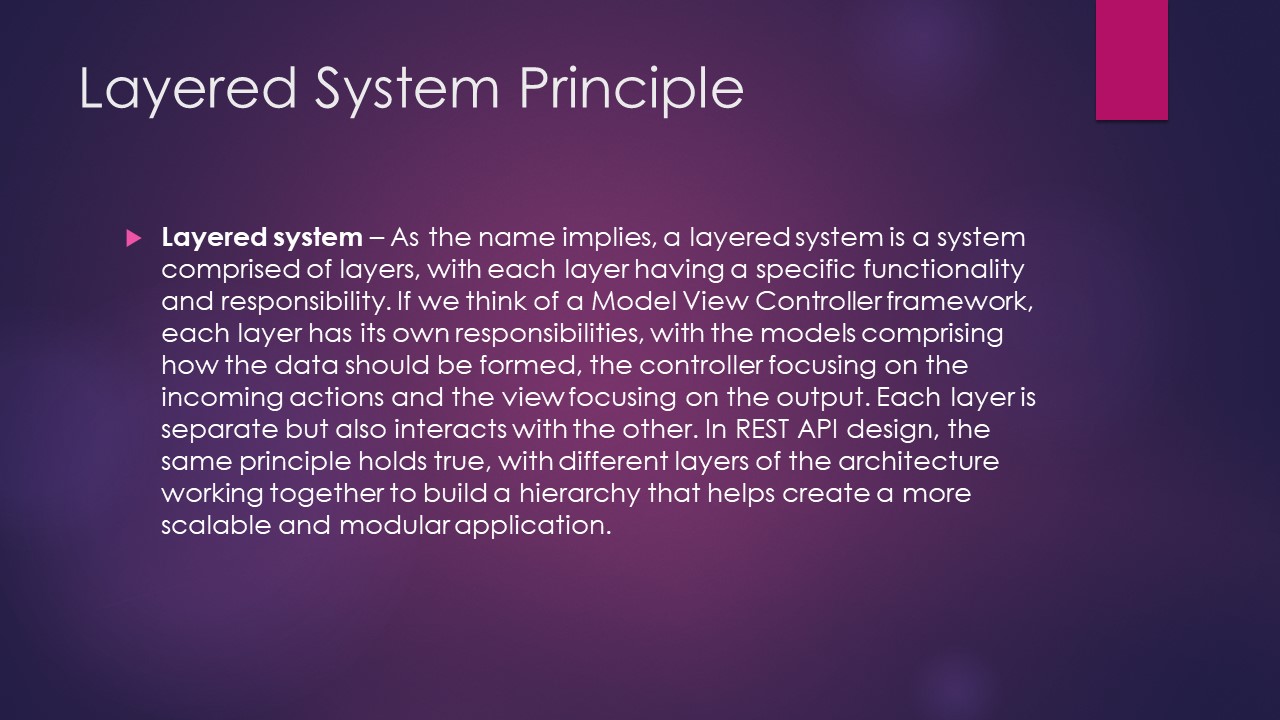 Layered System Principle
Layered system – As the name implies, a layered system is a system
comprised of layers, with each layer having a specific functionality
and responsibility. If we think of a Model View Controller framework,
each layer has its own responsibilities, with the models comprising
how the data should be formed, the controller focusing on the
incoming actions and the view focusing on the output. Each layer is
separate but also interacts with the other. In REST API design, the
same principle holds true, with different layers of the architecture
working together to build a hierarchy that helps create a more
scalable and modular application.